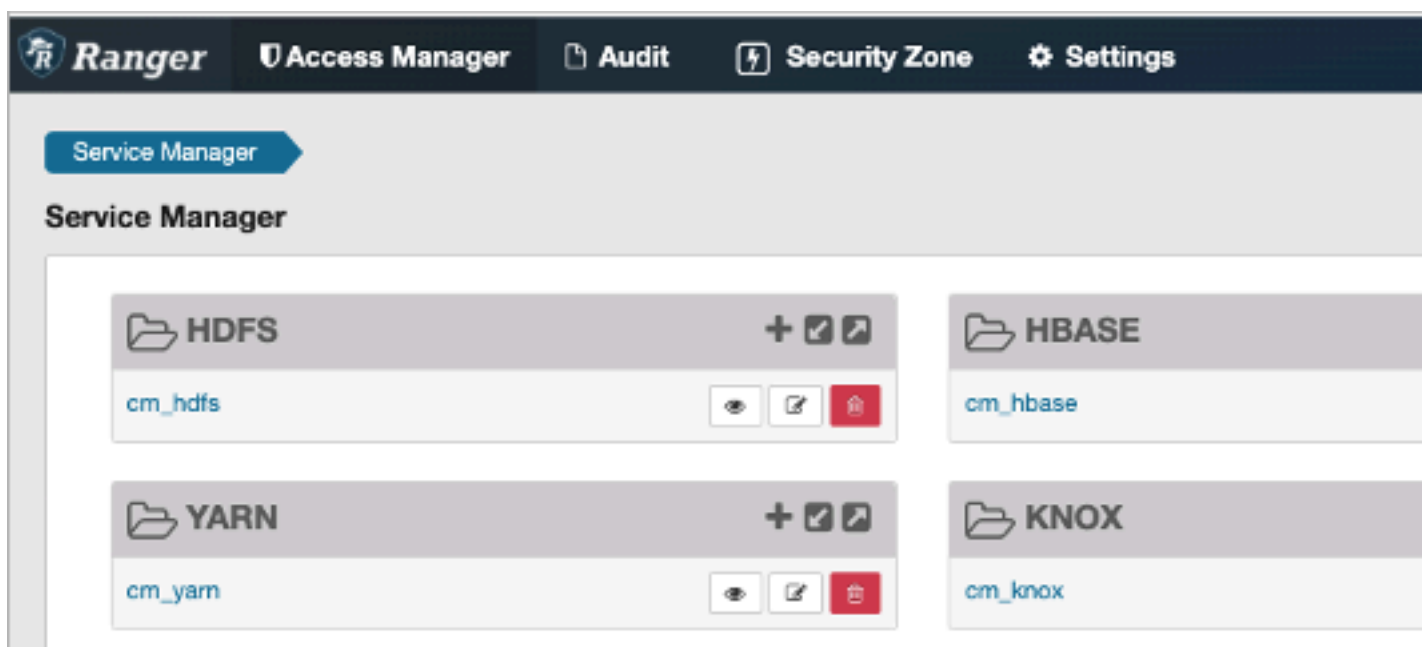 Ranger Access Manager Audit Security Zone Settings
Service Manager
Service Manager
HDFS
cm_hdfs
HBASE
cm_hbase
YARN
cm_yarn
KNOX
cm_knox